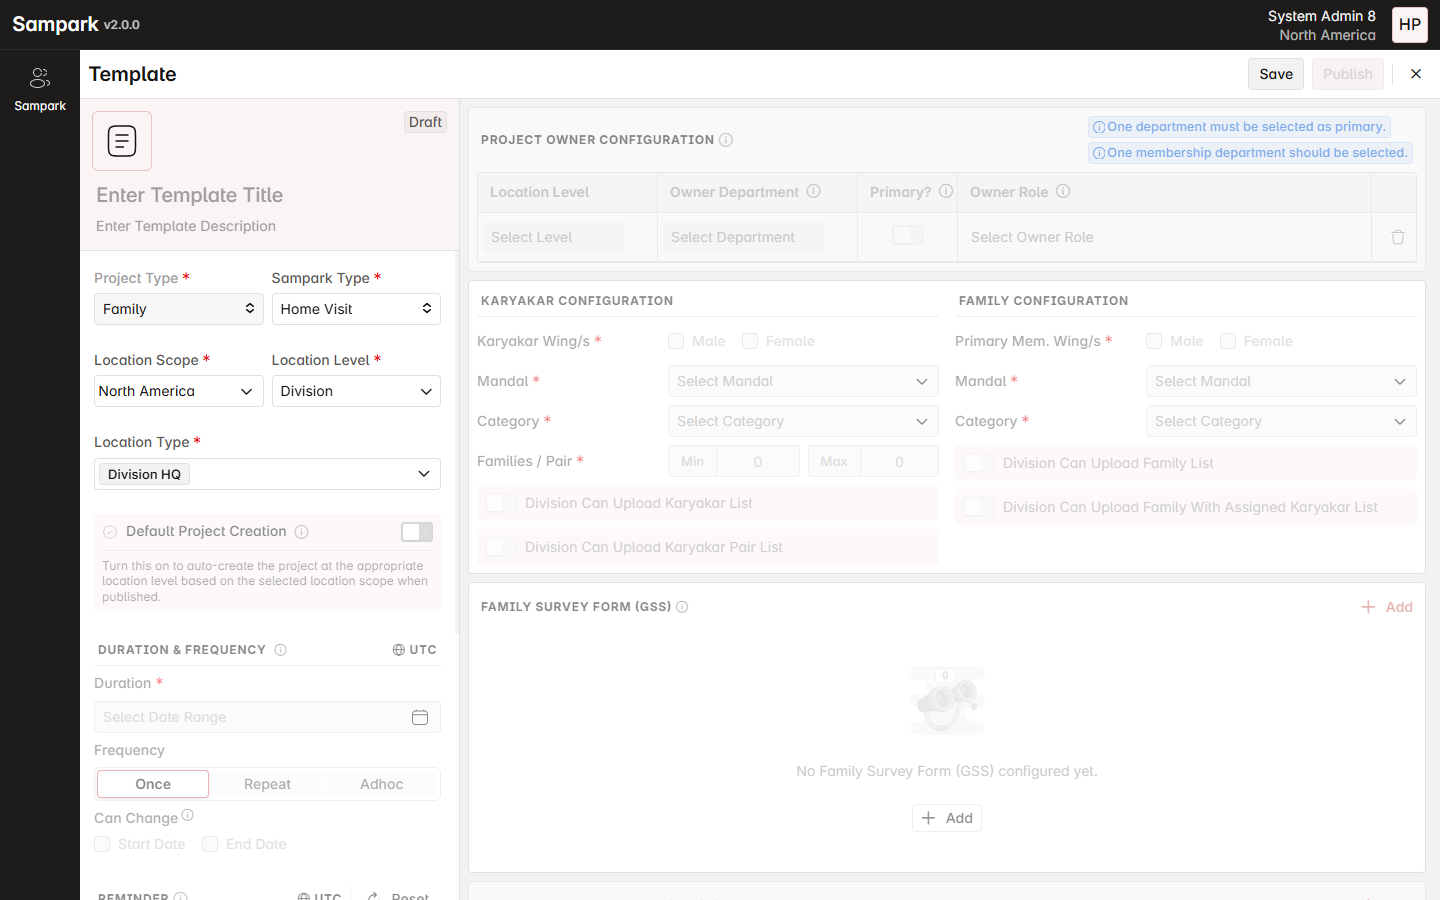 Sampark v2.0.0
System Admin 8
North America
HP
Sampark
Template
Save
Publish
Draft
Enter Template Title
Enter Template Description
Project Type *
Sampark Type *
Family
Home Visit
Location Scope *
Location Level *
North America
Division
Location Type *
Division HQ
Default Project Creation
Turn this on to auto-create the project at the appropriate
location level based on the selected location scope when
published.
DURATION & FREQUENCY
UTC
Duration *
Select Date Range
Frequency
Once
Repeat
Adhoc
Can Change
Start Date
End Date
REMINDER
UTC
Reset
PROJECT OWNER CONFIGURATION
One department must be selected as primary.
One membership department should be selected.
Location Level
Owner Department
Primary?
Owner Role
Select Level
Select Department
Select Owner Role
KARYAKAR CONFIGURATION
Karyakar Wing/s *
Male
Female
Mandal *
Select Mandal
Category *
Select Category
Families / Pair *
Min
0
Max
0
Division Can Upload Karyakar List
Division Can Upload Karyakar Pair List
FAMILY CONFIGURATION
Primary Mem. Wing/s *
Male
Female
Mandal *
Select Mandal
Category *
Select Category
Division Can Upload Family List
Division Can Upload Family With Assigned Karyakar List
FAMILY SURVEY FORM (GSS)
Add
0
No Family Survey Form (GSS) configured yet.
Add